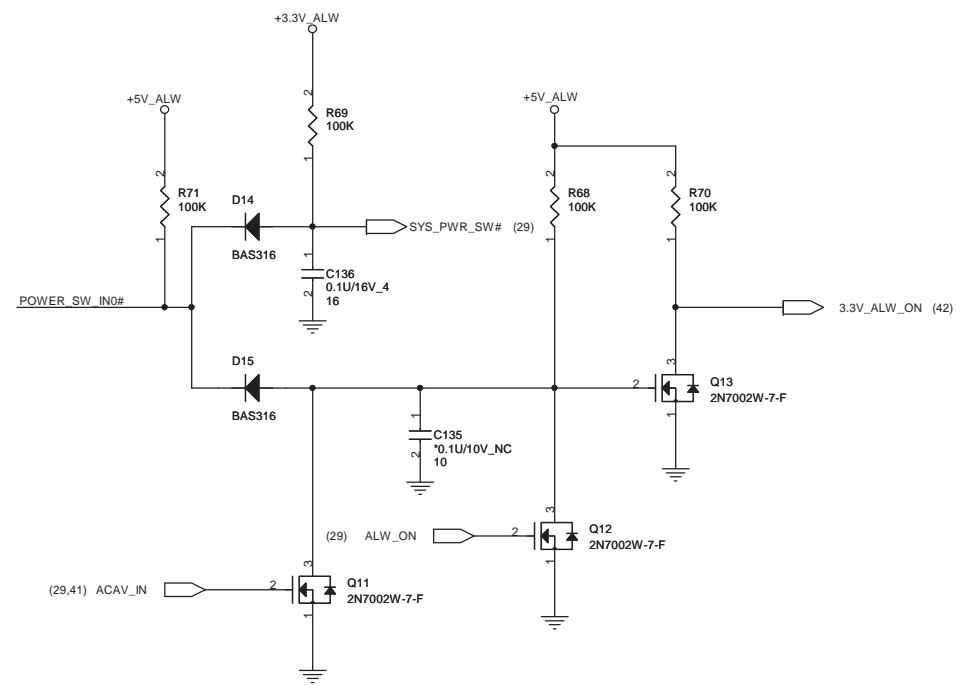 +3.3V_ALW
+5V_ALW
+5V_ALW
2
R69
100K
1
2
R71
100K
1
2
R68
100K
1
2
R70
100K
1
D14
BAS316
SYS_PWR_SW# (29)
1
C136
0.1U/16V_4
2
16
POWER_SW_IN0#
3.3V_ALW_ON (42)
D15
BAS316
3
2
Q13
2N7002W-7-F
1
1
C135
*0.1U/10V_NC
2
10
(29) ALW_ON
3
2
Q12
2N7002W-7-F
1
(29,41) ACAV_IN
3
2
Q11
2N7002W-7-F
1